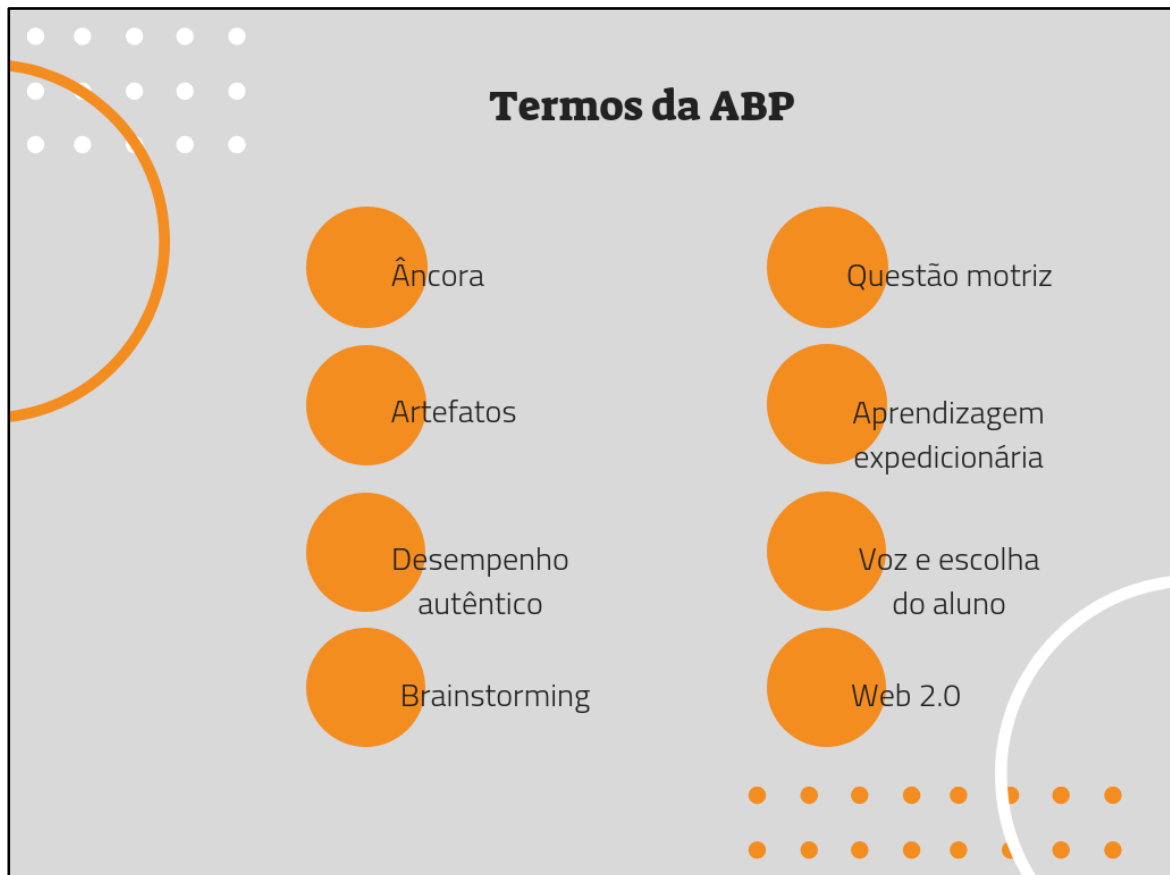 Termos da ABP
Âncora
Questão motriz
Artefatos
Aprendizagem
expedicionária
Desempenho
autêntico
Voz e escolha
do aluno
Brainstorming
Web 2.0